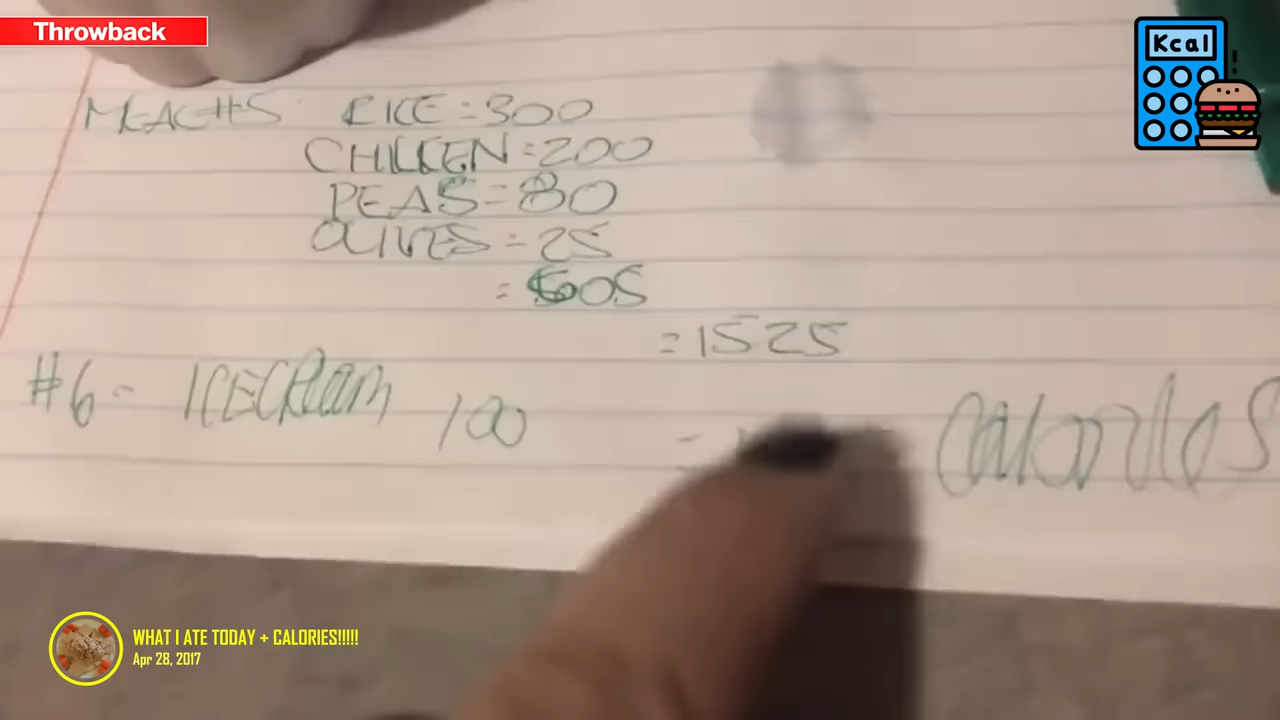 Throwback
Kcal
RICE = 300
CHICKEN = 200
PEAS = 80
OLIVES = 25
= 605
= 1525
#6 - ICECREAM 100
= CALORIES
WHAT I ATE TODAY + CALORIES!!!!!
Apr 28, 2017